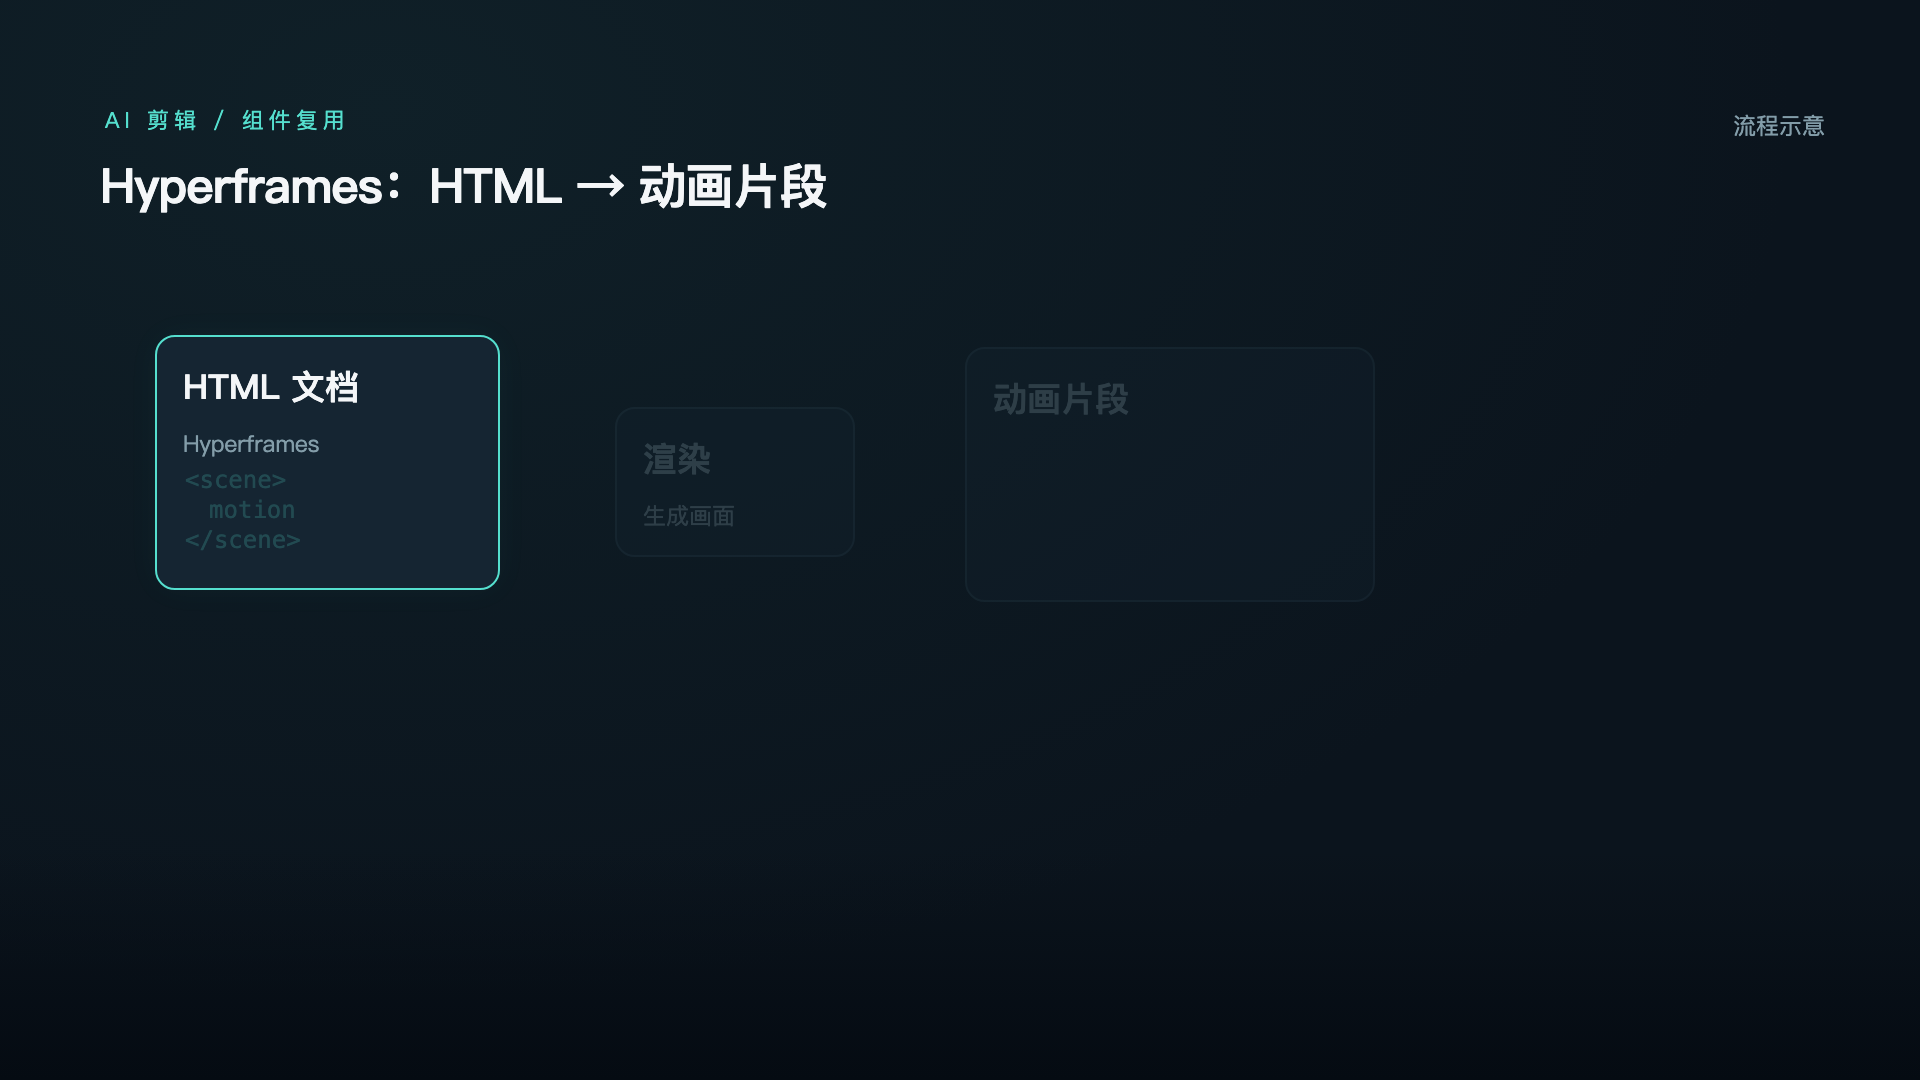 AI 剪辑 / 组件复用
流程示意
Hyperframes：HTML → 动画片段
HTML 文档
Hyperframes
<scene>
  motion
</scene>
渲染
生成画面
动画片段